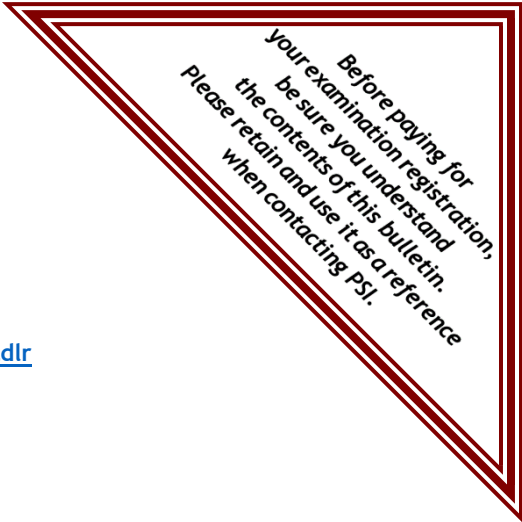 Before paying for
your examination registration,
be sure you understand
the contents of this bulletin.
Please retain and use it as a reference
when contacting PSI.
dlr